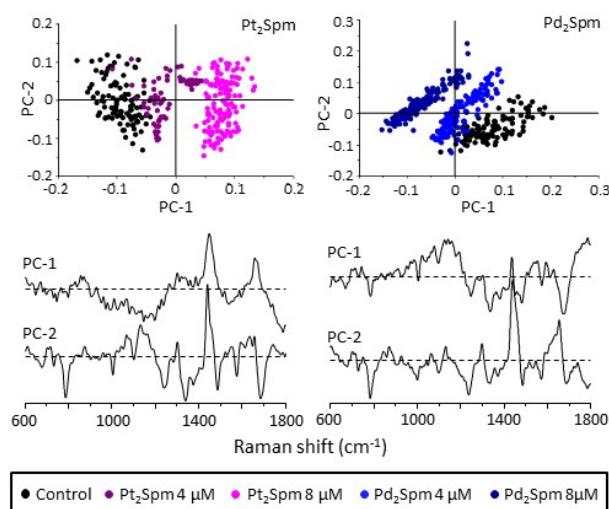 Pt₂Spm
0.2
0.1
0
-0.1
-0.2
PC-2
-0.2
-0.1
0
0.1
0.2
PC-1
Pd₂Spm
0.3
0.2
0.1
0
-0.1
-0.2
PC-2
-0.2
-0.1
0
0.1
0.2
0.3
PC-1
PC-1
PC-2
600
1000
1400
1800
PC-1
PC-2
600
1000
1400
1800
Raman shift (cm⁻¹)
Control Pt₂Spm 4 μM Pt₂Spm 8 μM Pd₂Spm 4 μM Pd₂Spm 8μM